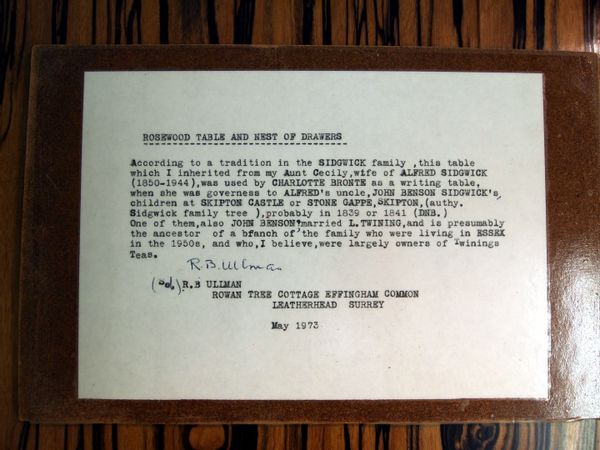 ROSEWOOD TABLE AND NEST OF DRAWERS
According to a tradition in the SIDGWICK family ,this table
which I inherited from my Aunt Cecily,wife of ALFRED SIDGWICK
(1850-1944),was used by CHARLOTTE BRONTE as a writing table,
when she was governess to ALFRED's uncle,JOHN BENSON SIDGWICK's,
children at SKIPTON CASTLE or STONE GAPPE,SKIPTON,(authy.
Sidgwick family tree ),probably in 1839 or 1841 (DNB.)
One of them,also JOHN BENSON,married L.TWINING,and is presumably
the ancestor of a branch of the family who were living in ESSEX
in the 1950s, and who,I believe,were largely owners of Twinings
Teas.
R.B.Ullman
(sd.) R.B ULLMAN
ROWAN TREE COTTAGE EFFINGHAM COMMON
LEATHERHEAD SURREY
May 1973